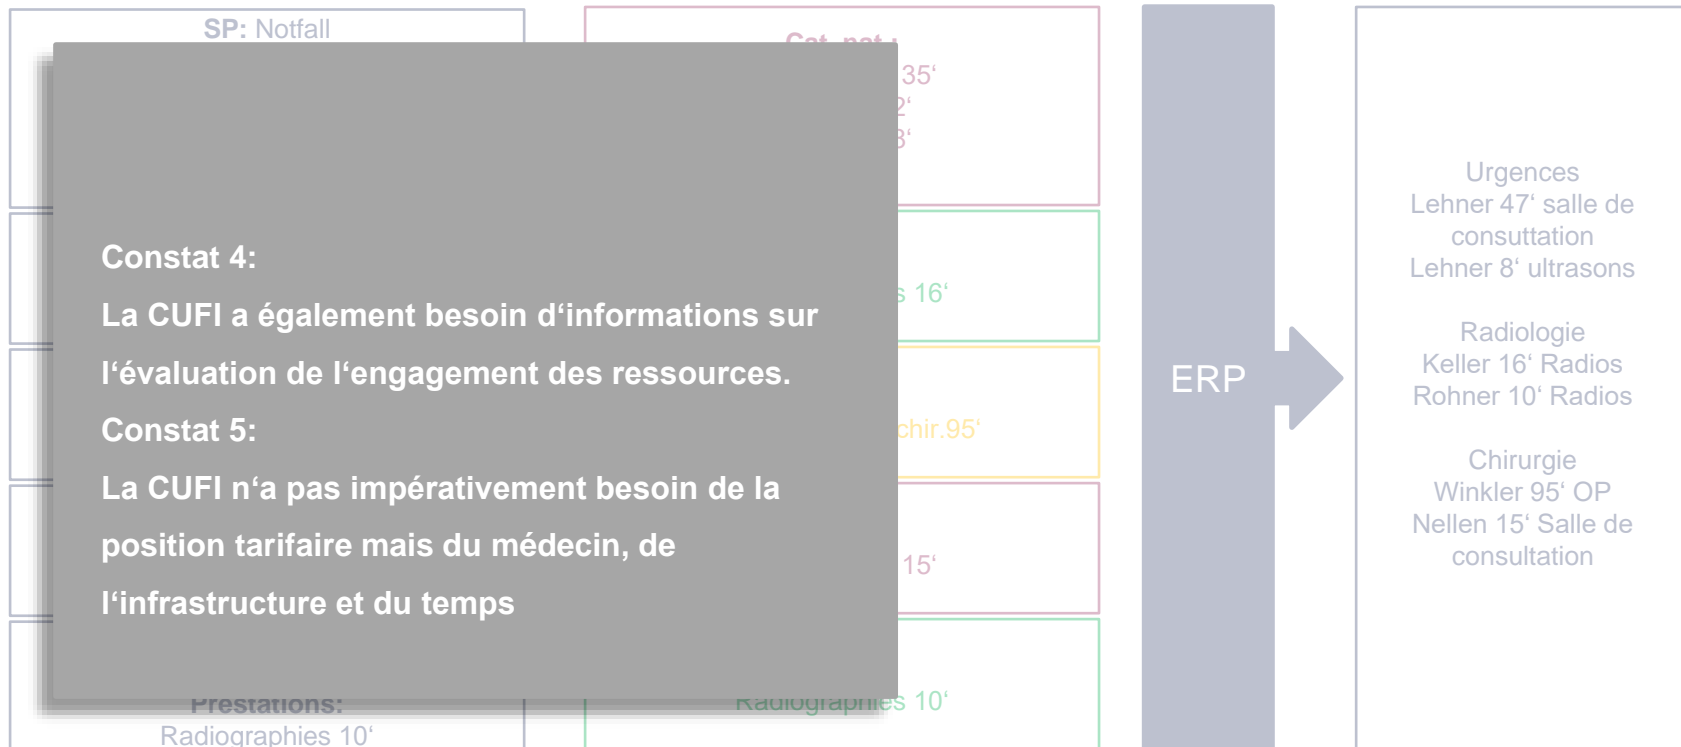 SP: Notfall
Constat 4:
La CUFI a également besoin d‘informations sur
l‘évaluation de l‘engagement des ressources.
Constat 5:
La CUFI n‘a pas impérativement besoin de la
position tarifaire mais du médecin, de
l‘infrastructure et du temps
Prestations:
Radiographies 10‘
Cat. nat.:
35‘
2‘
16‘
chir.95‘
15‘
Radiographies 10‘
ERP
Urgences
Lehner 47‘ salle de
consuttation
Lehner 8‘ ultrasons
Radiologie
Keller 16‘ Radios
Rohner 10‘ Radios
Chirurgie
Winkler 95‘ OP
Nellen 15‘ Salle de
consultation